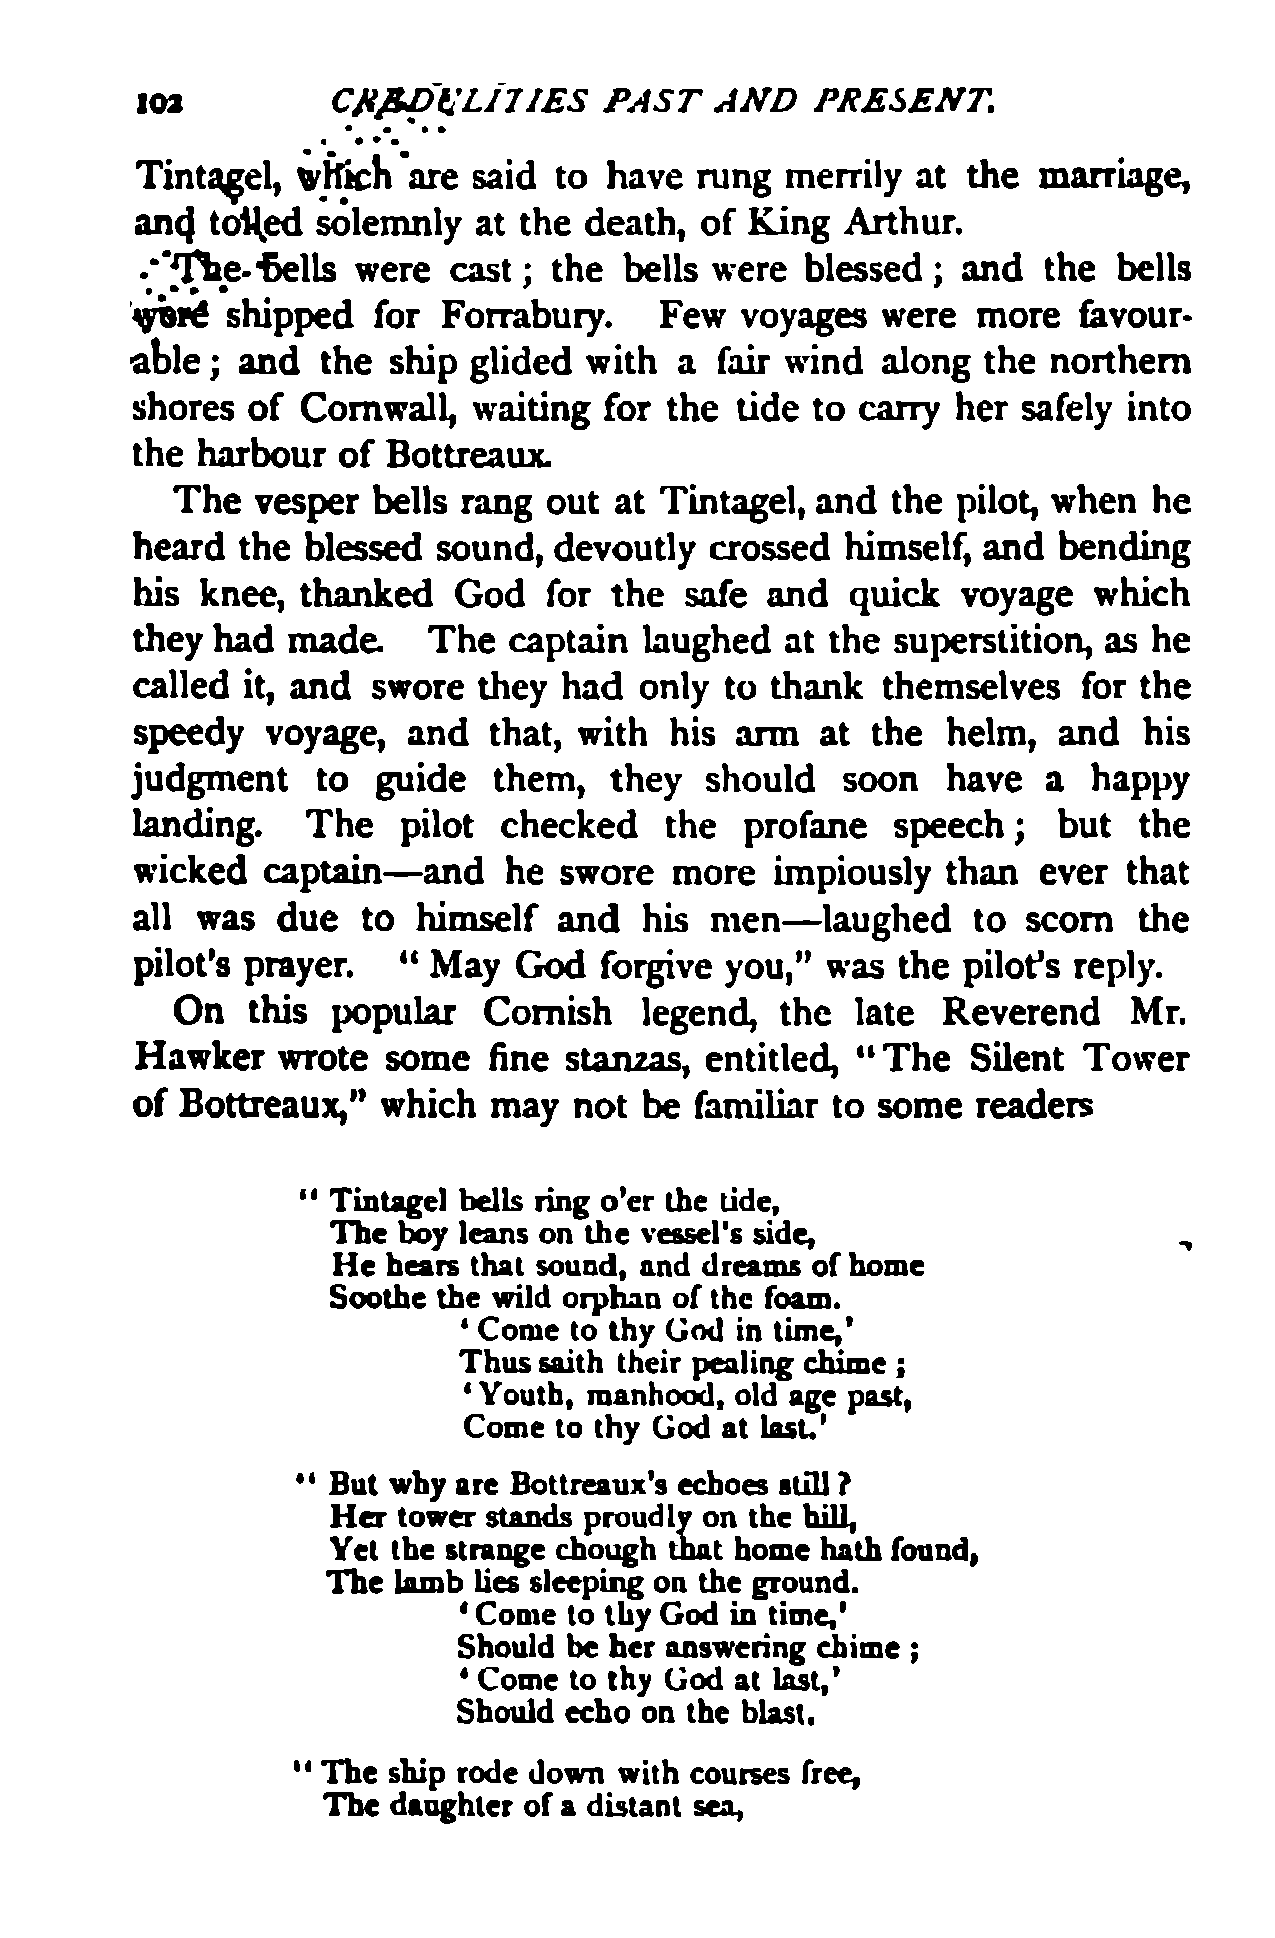 102 CREDULITIES PAST AND PRESENT.
Tintagel, which are said to have rung merrily at the marriage,
and tolled solemnly at the death, of King Arthur.
The bells were cast ; the bells were blessed ; and the bells
were shipped for Forrabury. Few voyages were more favour-
able ; and the ship glided with a fair wind along the northern
shores of Cornwall, waiting for the tide to carry her safely into
the harbour of Bottreaux.
The vesper bells rang out at Tintagel, and the pilot, when he
heard the blessed sound, devoutly crossed himself, and bending
his knee, thanked God for the safe and quick voyage which
they had made. The captain laughed at the superstition, as he
called it, and swore they had only to thank themselves for the
speedy voyage, and that, with his arm at the helm, and his
judgment to guide them, they should soon have a happy
landing. The pilot checked the profane speech ; but the
wicked captain—and he swore more impiously than ever that
all was due to himself and his men—laughed to scorn the
pilot's prayer. " May God forgive you," was the pilot's reply.
On this popular Cornish legend, the late Reverend Mr.
Hawker wrote some fine stanzas, entitled, " The Silent Tower
of Bottreaux," which may not be familiar to some readers
" Tintagel bells ring o'er the tide,
The boy leans on the vessel's side,
He hears that sound, and dreams of home
Soothe the wild orphan of the foam.
' Come to thy God in time,'
Thus saith their pealing chime ;
' Youth, manhood, old age past,
Come to thy God at last.'
" But why are Bottreaux's echoes still ?
Her tower stands proudly on the hill,
Yet the strange chough that home hath found,
The lamb lies sleeping on the ground.
' Come to thy God in time,'
Should be her answering chime ;
' Come to thy God at last,'
Should echo on the blast.
" The ship rode down with courses free,
The daughter of a distant sea,